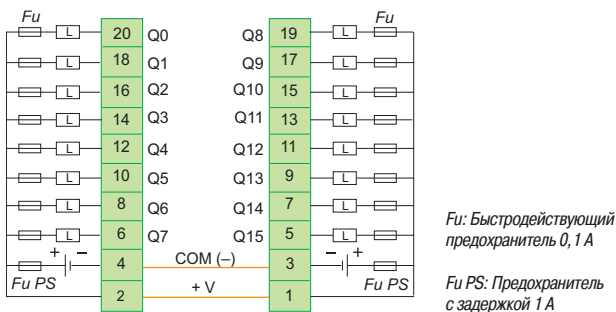 Fu Fu
L 20 Q0 Q8 19 L
L 18 Q1 Q9 17 L
L 16 Q2 Q10 15 L
L 14 Q3 Q11 13 L
L 12 Q4 Q12 11 L
L 10 Q5 Q13 9 L
L 8 Q6 Q14 7 L
L 6 Q7 Q15 5 L
+ – 4 COM (–) 3 – +
Fu PS Fu PS
2 + V 1
Fu: Быстродействующий
предохранитель 0,1 А
Fu PS: Предохранитель
с задержкой 1 А